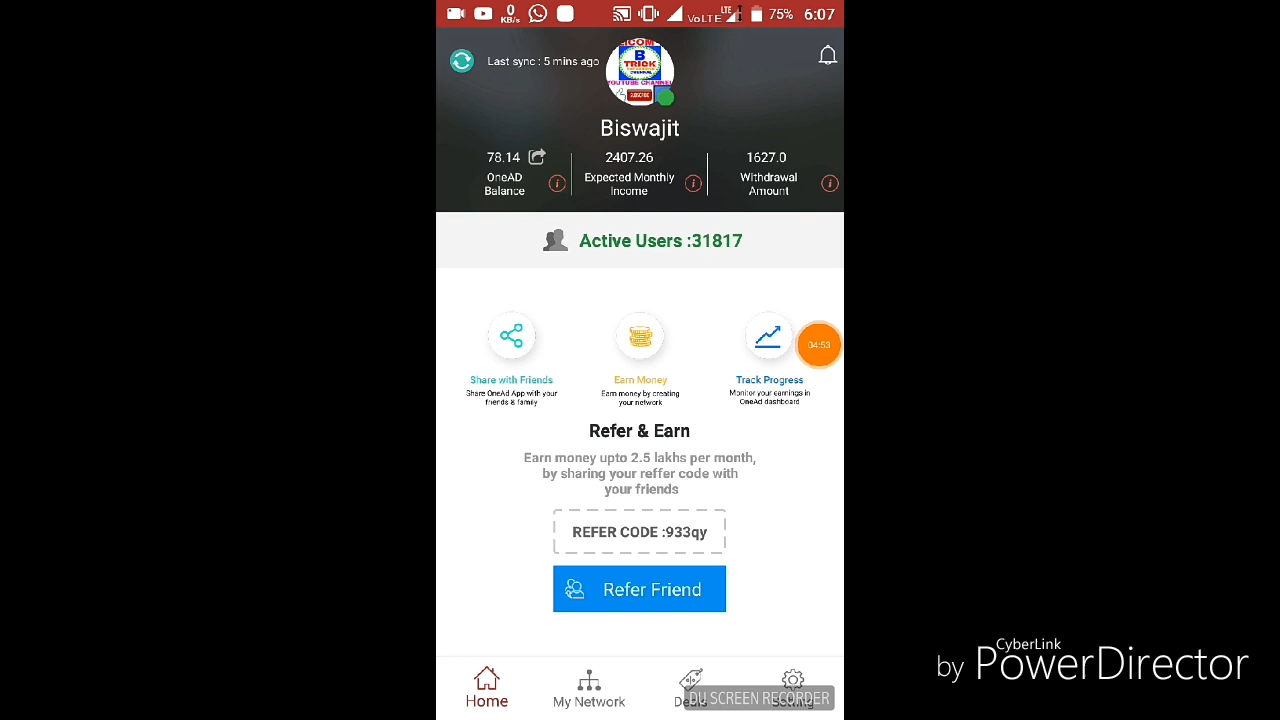 0
KB/s
VoLTE
LTE
75%
6:07
Last sync : 5 mins ago
B
TRICK
YOUTUBE CHANNEL
SUBSCRIBE
Biswajit
78.14
2407.26
1627.0
OneAD
Balance
Expected Monthly
Income
Withdrawal
Amount
Active Users :31817
04:53
Share with Friends
Share OneAd App with your
friends & family
Earn Money
Earn money by creating
your network
Track Progress
Monitor your earnings in
OneAd dashboard
Refer & Earn
Earn money upto 2.5 lakhs per month,
by sharing your reffer code with
your friends
REFER CODE :933qy
Refer Friend
Home
My Network
DU SCREEN RECORDER
CyberLink
by PowerDirector